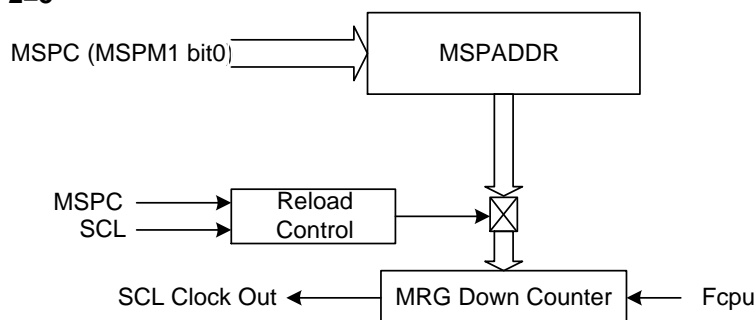 MSPC (MSPM1 bit0)
MSPADDR
MSPC
SCL
Reload
Control
SCL Clock Out
MRG Down Counter
Fcpu